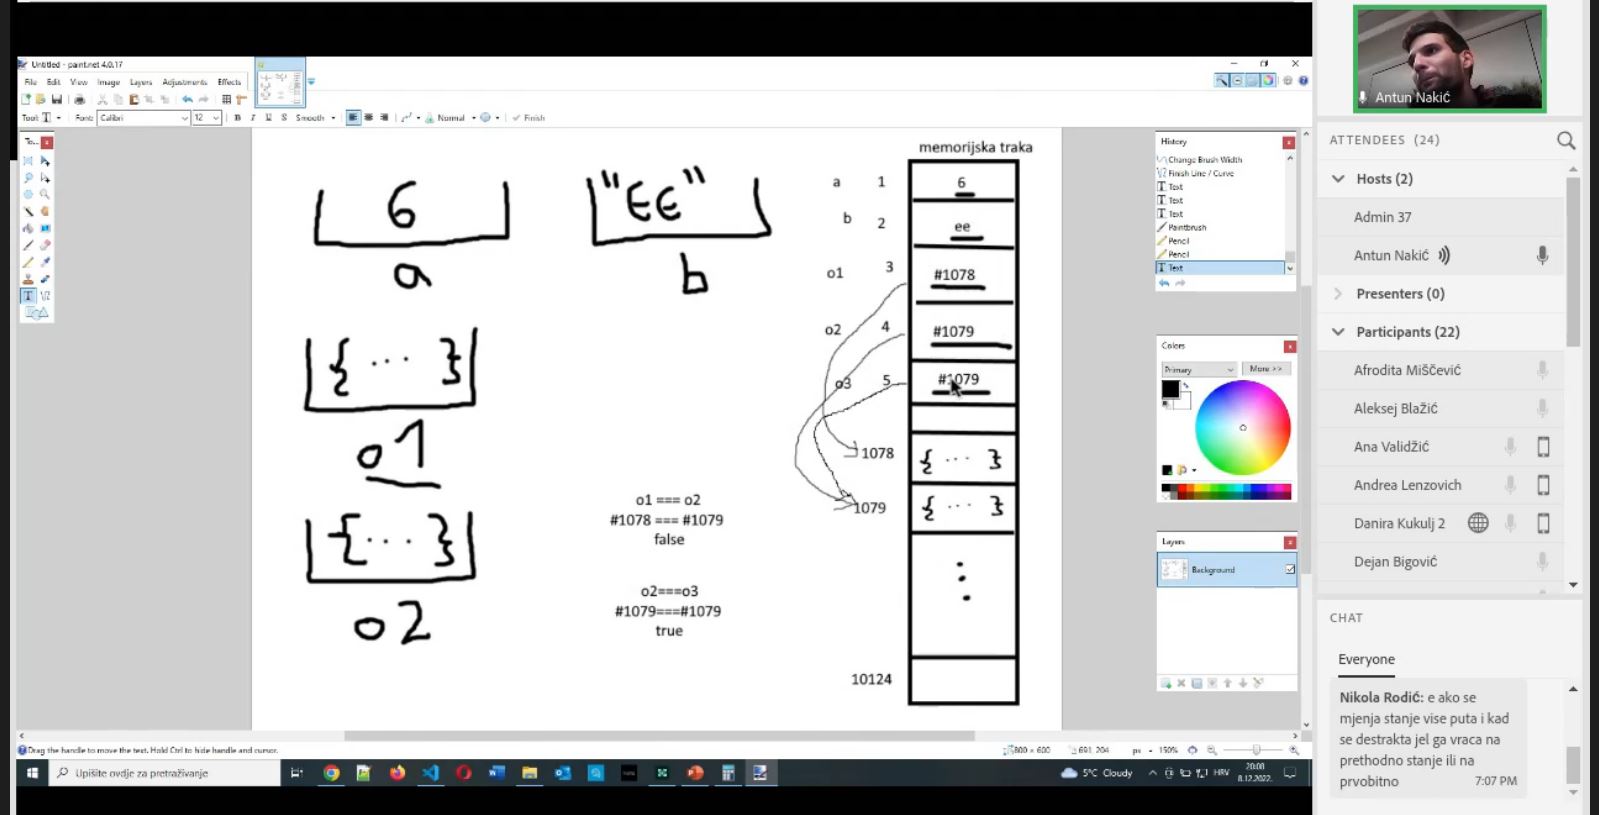 Untitled - paint.net 4.0.17
File Edit View Image Layers Adjustments Effects
Tool: T Font: Calibri 12 B I U S Smooth Normal Finish
To...
memorijska traka
a 1 6
b 2 ee
o1 3 #1078
o2 4 #1079
o3 5 #1079
1078 { ... }
1079 { ... }
10124
6
a
"EE"
b
{ ... }
o1
{ ... }
o2
o1 === o2
#1078 === #1079
false
o2===o3
#1079===#1079
true
History
Change Brush Width
Finish Line / Curve
Text
Text
Text
Paintbrush
Pencil
Pencil
Text
Colors
Primary More >>
Layers
Background
Drag the handle to move the text. Hold Ctrl to hide handle and cursor.
800 × 600 691, 204 px 150%
Upišite ovdje za pretraživanje
5°C Cloudy HRV 20:08
8.12.2022.
Antun Nakić
ATTENDEES (24)
Hosts (2)
Admin 37
Antun Nakić
Presenters (0)
Participants (22)
Afrodita Miščević
Aleksej Blažić
Ana Validžić
Andrea Lenzovich
Danira Kukulj 2
Dejan Bigović
CHAT
Everyone
Nikola Rodić: e ako se
mjenja stanje vise puta i kad
se destrakta jel ga vraca na
prethodno stanje ili na
prvobitno 7:07 PM